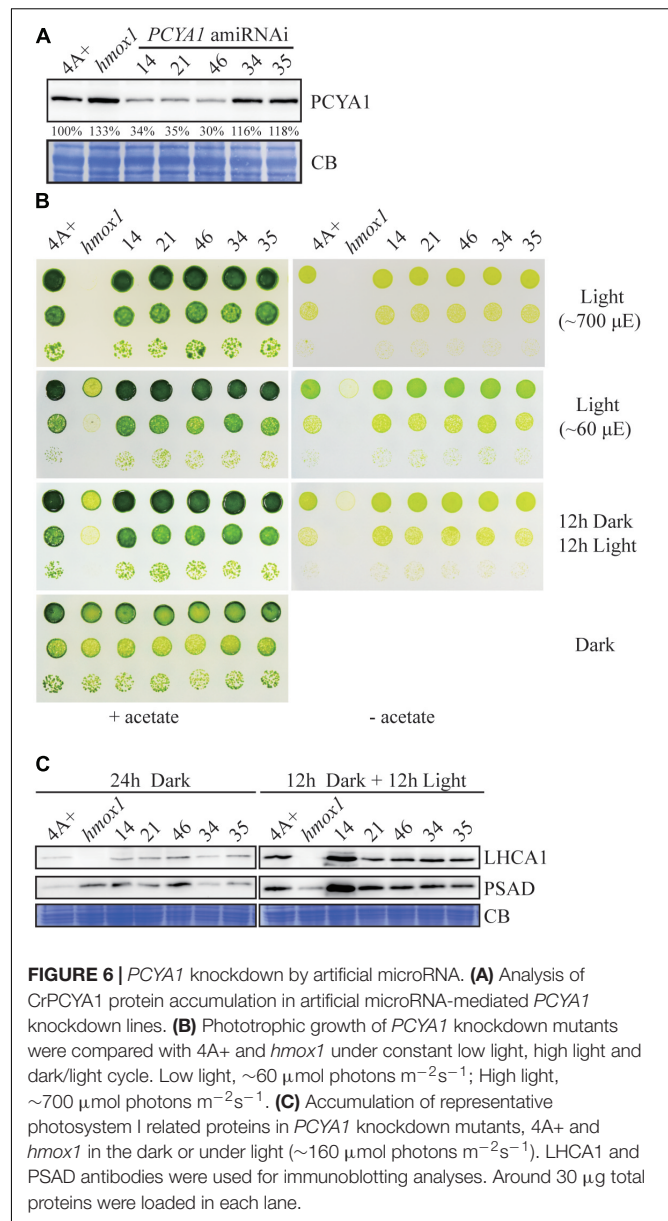 A
PCYA1 amiRNAi
4A+ hmox1 14 21 46 34 35
PCYA1
100% 133% 34% 35% 30% 116% 118%
CB
B
4A+ hmox1 14 21 46 34 35 4A+ hmox1 14 21 46 34 35
Light
(~700 μE)
Light
(~60 μE)
12h Dark
12h Light
Dark
+ acetate - acetate
C
24h Dark 12h Dark + 12h Light
4A+ hmox1 14 21 46 34 35 4A+ hmox1 14 21 46 34 35
LHCA1
PSAD
CB
FIGURE 6 | PCYA1 knockdown by artificial microRNA. (A) Analysis of
CrPCYA1 protein accumulation in artificial microRNA-mediated PCYA1
knockdown lines. (B) Phototrophic growth of PCYA1 knockdown mutants
were compared with 4A+ and hmox1 under constant low light, high light and
dark/light cycle. Low light, ~60 μmol photons m−2s−1; High light,
~700 μmol photons m−2s−1. (C) Accumulation of representative
photosystem I related proteins in PCYA1 knockdown mutants, 4A+ and
hmox1 in the dark or under light (~160 μmol photons m−2s−1). LHCA1 and
PSAD antibodies were used for immunoblotting analyses. Around 30 μg total
proteins were loaded in each lane.